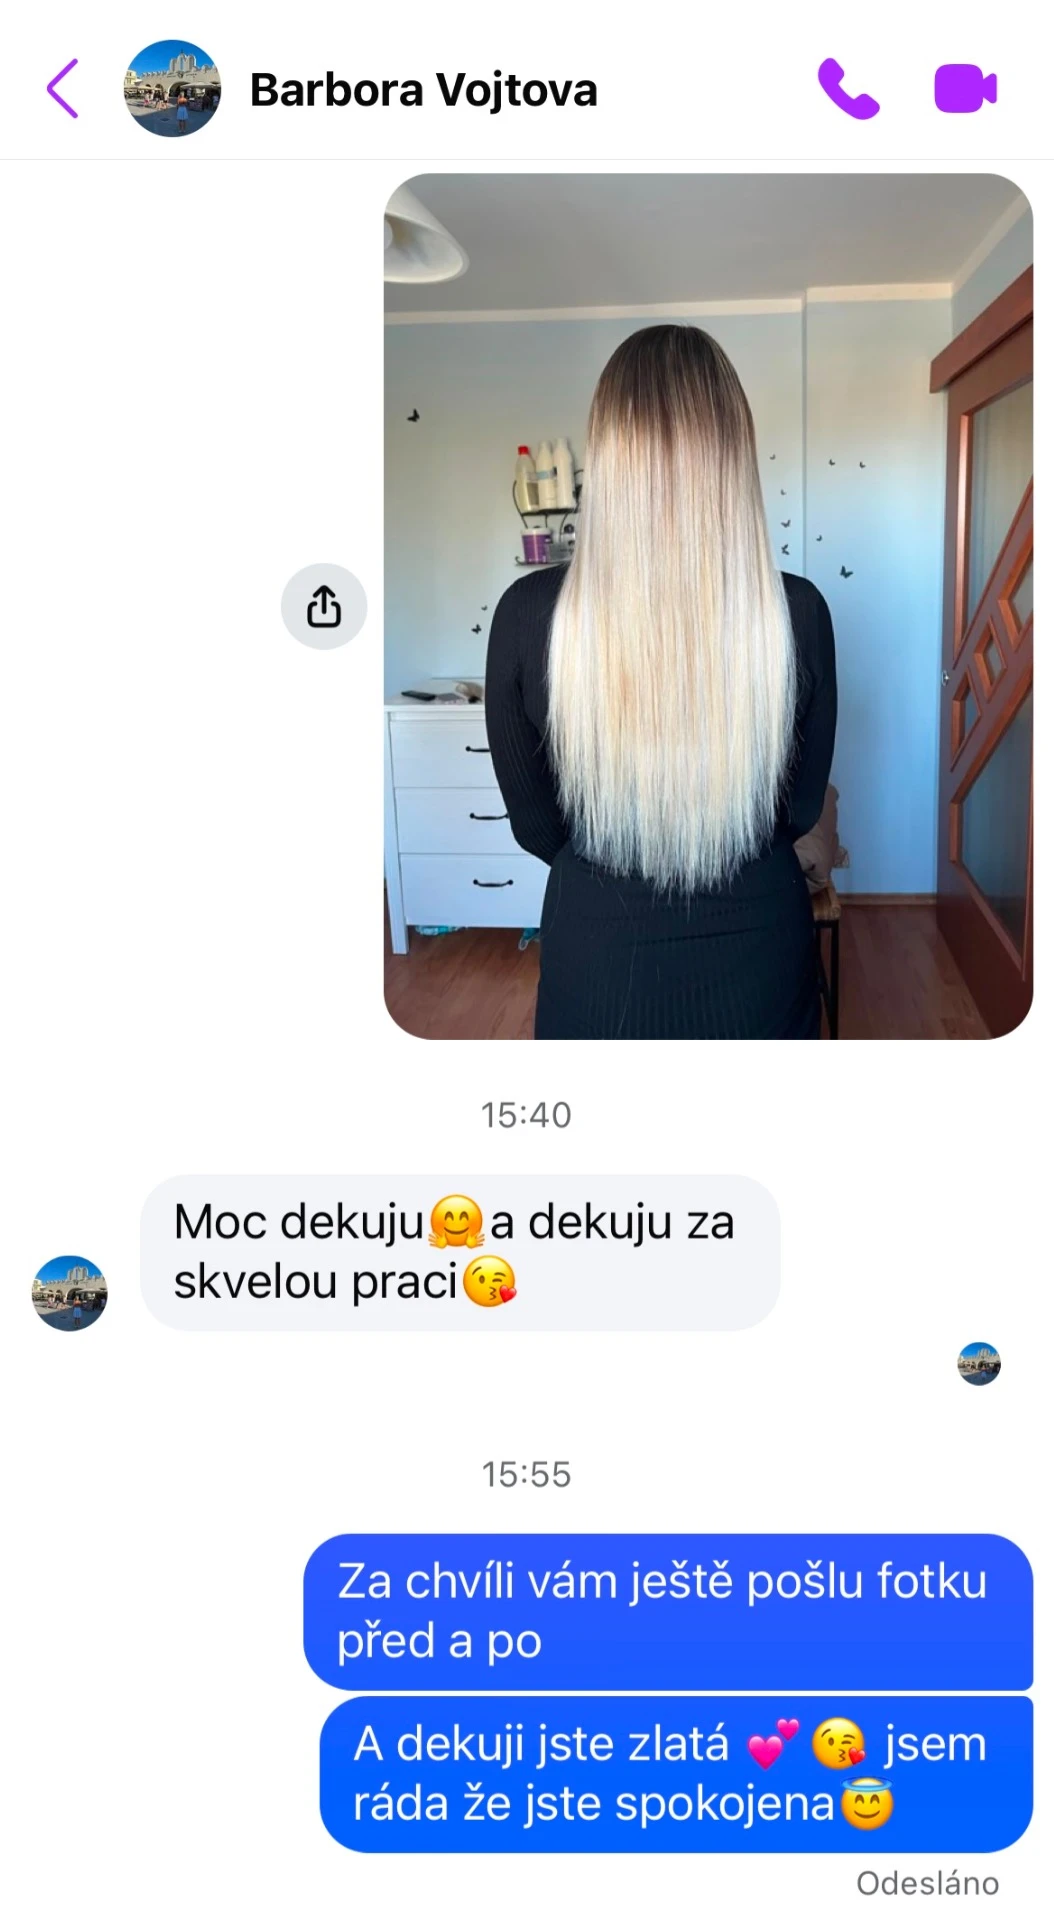 Barbora Vojtova
15:40
Moc dekuju🤗a dekuju za
skvelou praci😘
15:55
Za chvíli vám ještě pošlu fotku
před a po
A dekuji jste zlatá 💕😘 jsem
ráda že jste spokojena😇
Odesláno